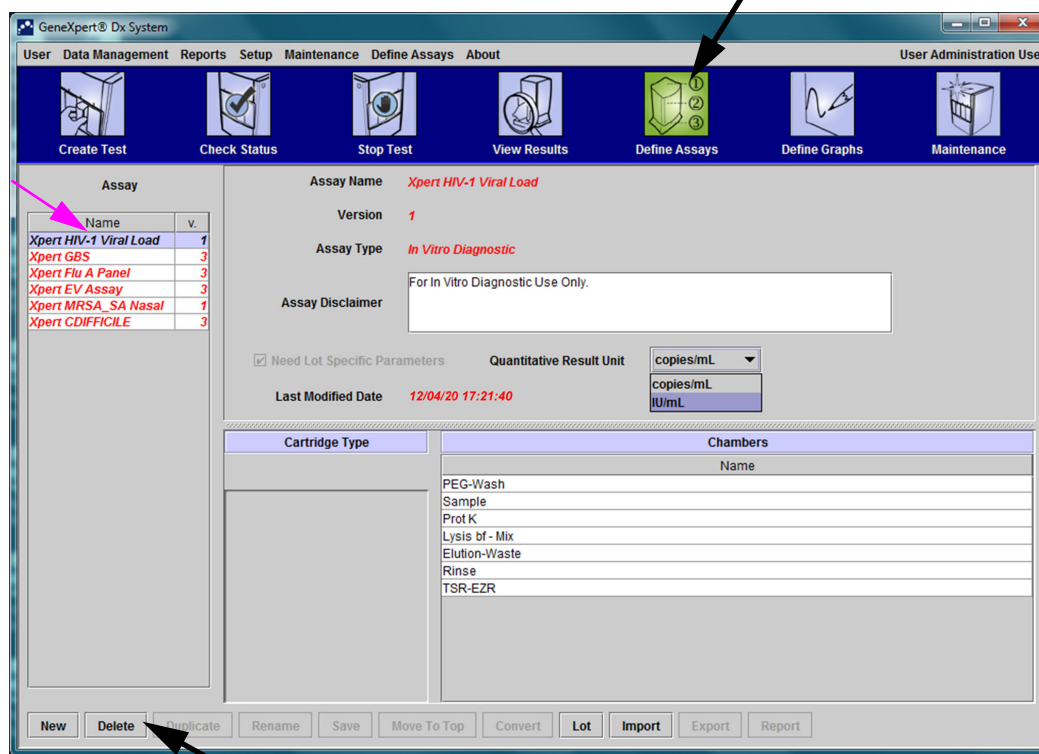 GeneXpert® Dx System
User Data Management Reports Setup Maintenance Define Assays About User Administration Use
① ② ③
Create Test Check Status Stop Test View Results Define Assays Define Graphs Maintenance
Assay
Name v.
Xpert HIV-1 Viral Load 1
Xpert GBS 3
Xpert Flu A Panel 3
Xpert EV Assay 3
Xpert MRSA_SA Nasal 1
Xpert CDIFFICILE 3
Assay Name Xpert HIV-1 Viral Load
Version 1
Assay Type In Vitro Diagnostic
Assay Disclaimer For In Vitro Diagnostic Use Only.
Need Lot Specific Parameters Quantitative Result Unit copies/mL
copies/mL
IU/mL
Last Modified Date 12/04/20 17:21:40
Cartridge Type Chambers
Name
PEG-Wash
Sample
Prot K
Lysis bf - Mix
Elution-Waste
Rinse
TSR-EZR
New Delete Duplicate Rename Save Move To Top Convert Lot Import Export Report